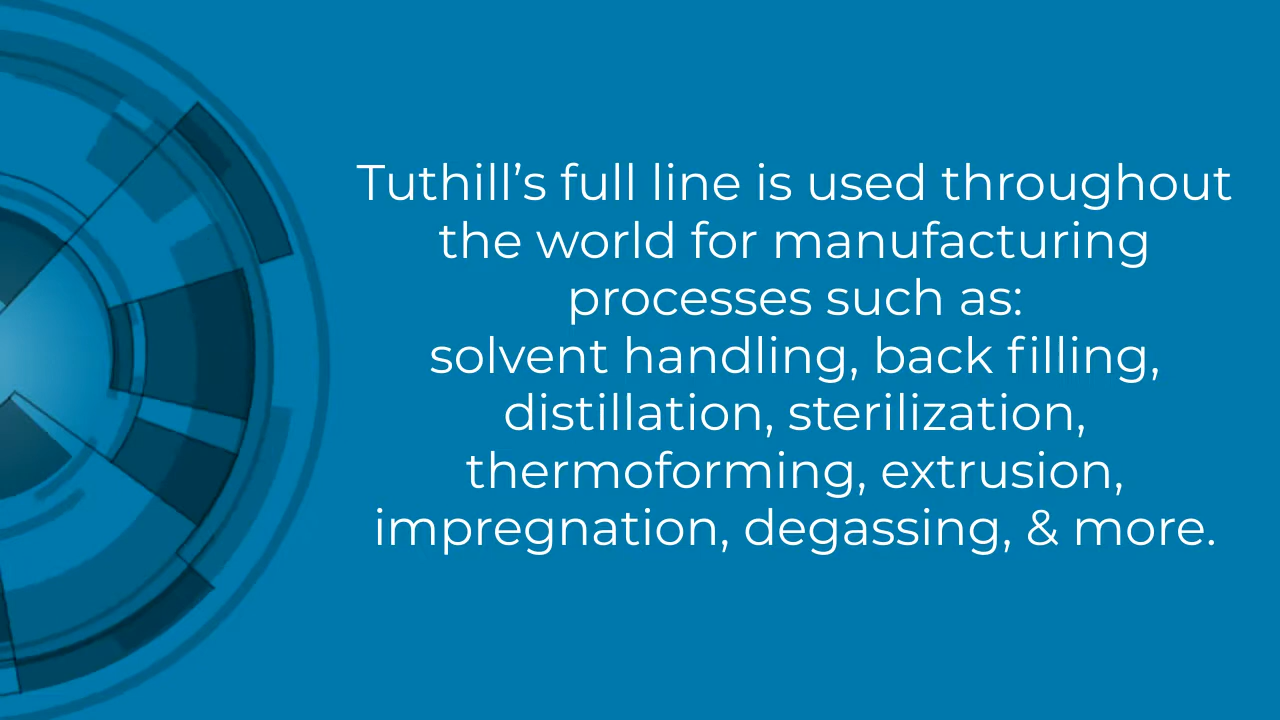 Tuthill’s full line is used throughout
the world for manufacturing
processes such as:
solvent handling, back filling,
distillation, sterilization,
thermoforming, extrusion,
impregnation, degassing, & more.